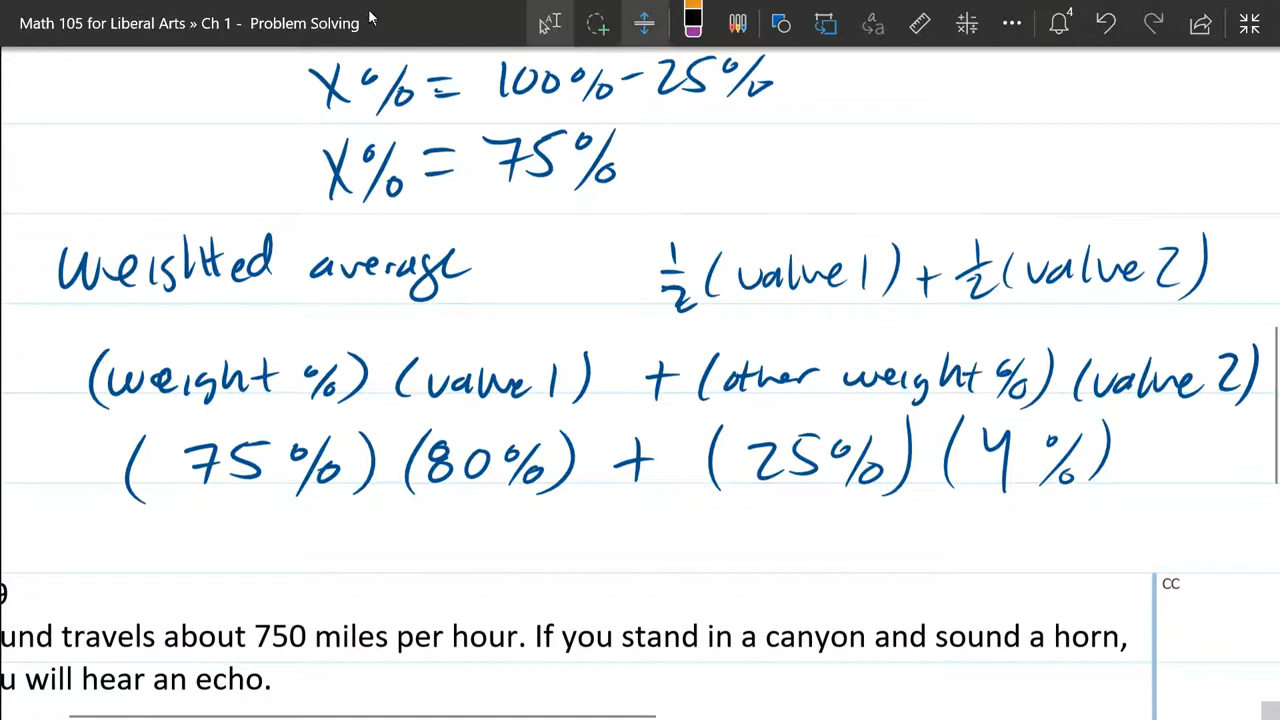 Math 105 for Liberal Arts » Ch 1 - Problem Solving
4
X% = 100% - 25%
X% = 75%
Weighted average
1/2 (value 1) + 1/2 (value 2)
(weight %) (value 1) + (other weight %) (value 2)
(75%) (80%) + (25%) (Y%)
9
CC
und travels about 750 miles per hour. If you stand in a canyon and sound a horn,
u will hear an echo.